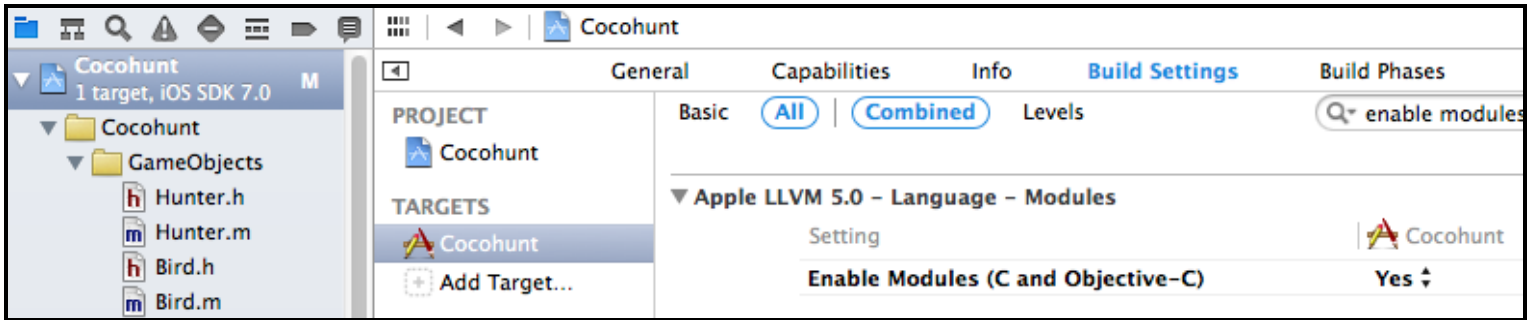 Cocohunt
Cocohunt
1 target, iOS SDK 7.0
M
Cocohunt
GameObjects
h Hunter.h
m Hunter.m
h Bird.h
m Bird.m
General Capabilities Info Build Settings Build Phases
PROJECT
Cocohunt
TARGETS
Cocohunt
Add Target...
Basic All Combined Levels
enable modules
Apple LLVM 5.0 – Language – Modules
Setting Cocohunt
Enable Modules (C and Objective-C) Yes